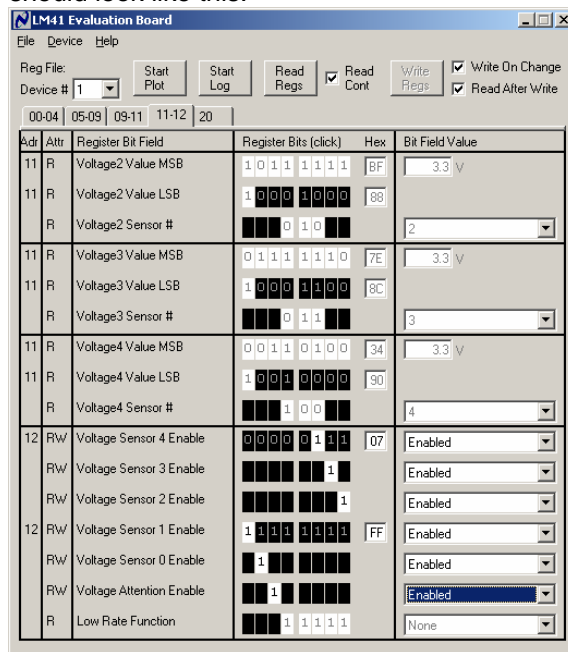 should look like this:
LM41 Evaluation Board
File Device Help
Reg File:
Device # 1 Start Plot Start Log Read Regs Read Cont Write Regs Write On Change Read After Write
00-04 05-09 09-11 11-12 20
Adr Attr Register Bit Field Register Bits (click) Hex Bit Field Value
11 R Voltage2 Value MSB 1 0 1 1 1 1 1 1 BF 3.3 V
11 R Voltage2 Value LSB 1 0 0 0 1 0 0 0 88
R Voltage2 Sensor # 0 1 0 2
11 R Voltage3 Value MSB 0 1 1 1 1 1 1 0 7E 3.3 V
11 R Voltage3 Value LSB 1 0 0 0 1 1 0 0 8C
R Voltage3 Sensor # 0 1 1 3
11 R Voltage4 Value MSB 0 0 1 1 0 1 0 0 34 3.3 V
11 R Voltage4 Value LSB 1 0 0 1 0 0 0 0 90
R Voltage4 Sensor # 1 0 0 4
12 RW Voltage Sensor 4 Enable 0 0 0 0 0 1 1 1 07 Enabled
RW Voltage Sensor 3 Enable 1 Enabled
RW Voltage Sensor 2 Enable 1 Enabled
12 RW Voltage Sensor 1 Enable 1 1 1 1 1 1 1 1 FF Enabled
RW Voltage Sensor 0 Enable 1 Enabled
RW Voltage Attention Enable 1 Enabled
R Low Rate Function 1 1 1 1 1 None